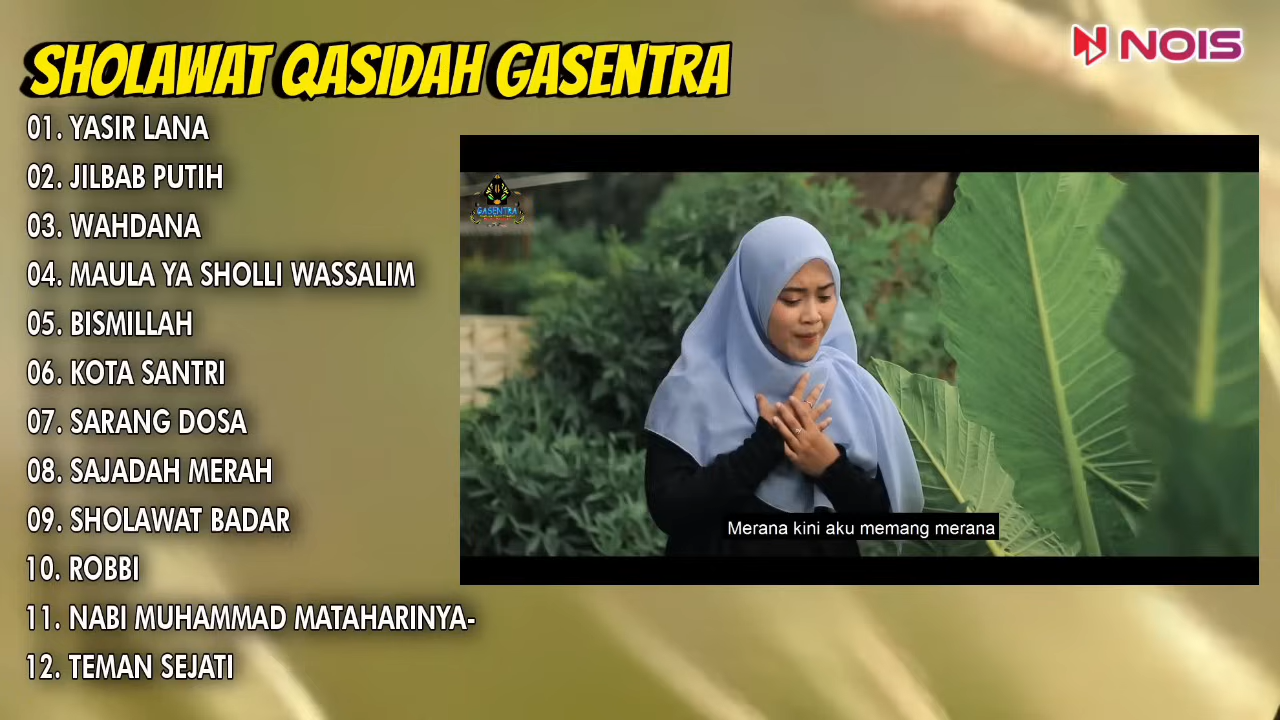 SHOLAWAT QASIDAH GASENTRA
NOIS
01. YASIR LANA
02. JILBAB PUTIH
03. WAHDANA
04. MAULA YA SHOLLI WASSALIM
05. BISMILLAH
06. KOTA SANTRI
07. SARANG DOSA
08. SAJADAH MERAH
09. SHOLAWAT BADAR
10. ROBBI
11. NABI MUHAMMAD MATAHARINYA-
12. TEMAN SEJATI
GASENTRA
Merana kini aku memang merana